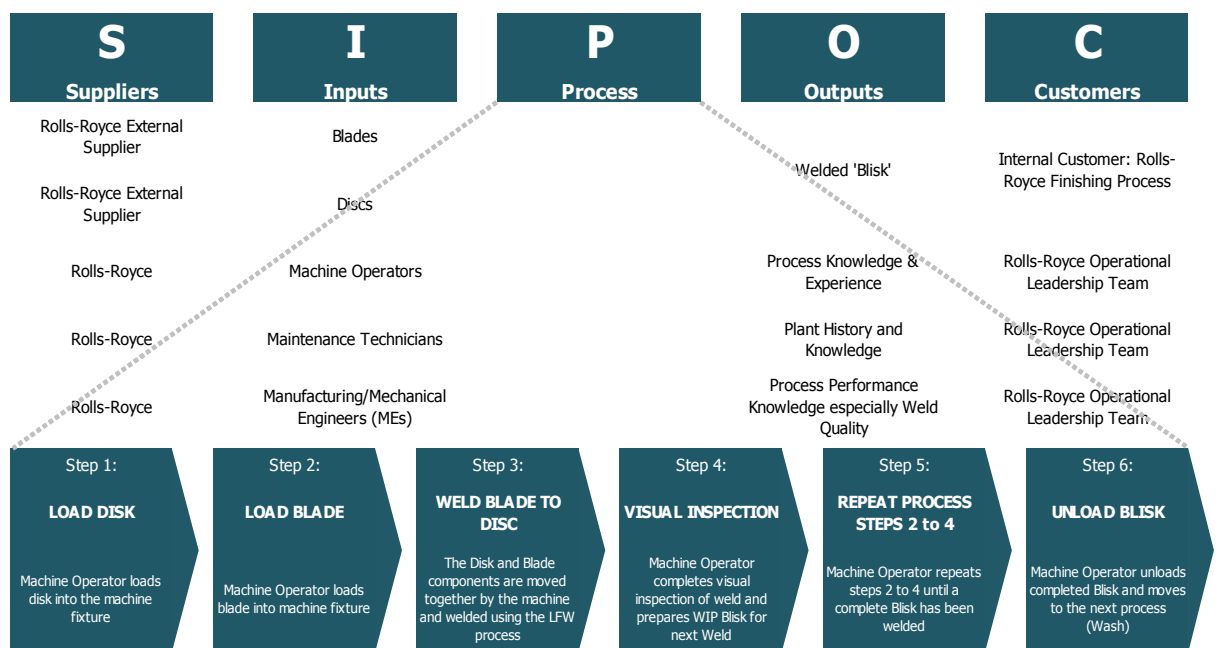 S
Suppliers
I
Inputs
P
Process
O
Outputs
C
Customers
Rolls-Royce External
Supplier
Blades
Welded 'Blisk'
Internal Customer: Rolls-
Royce Finishing Process
Rolls-Royce External
Supplier
Discs
Rolls-Royce
Machine Operators
Process Knowledge &
Experience
Rolls-Royce Operational
Leadership Team
Rolls-Royce
Maintenance Technicians
Plant History and
Knowledge
Rolls-Royce Operational
Leadership Team
Rolls-Royce
Manufacturing/Mechanical
Engineers (MEs)
Process Performance
Knowledge especially Weld
Quality
Rolls-Royce Operational
Leadership Team
Step 1:
LOAD DISK
Machine Operator loads
disk into the machine
fixture
Step 2:
LOAD BLADE
Machine Operator loads
blade into machine fixture
Step 3:
WELD BLADE TO
DISC
The Disk and Blade
components are moved
together by the machine
and welded using the LFW
process
Step 4:
VISUAL INSPECTION
Machine Operator
completes visual
inspection of weld and
prepares WIP Blisk for
next Weld
Step 5:
REPEAT PROCESS
STEPS 2 to 4
Machine Operator repeats
steps 2 to 4 until a
complete Blisk has been
welded
Step 6:
UNLOAD BLISK
Machine Operator unloads
completed Blisk and moves
to the next process
(Wash)